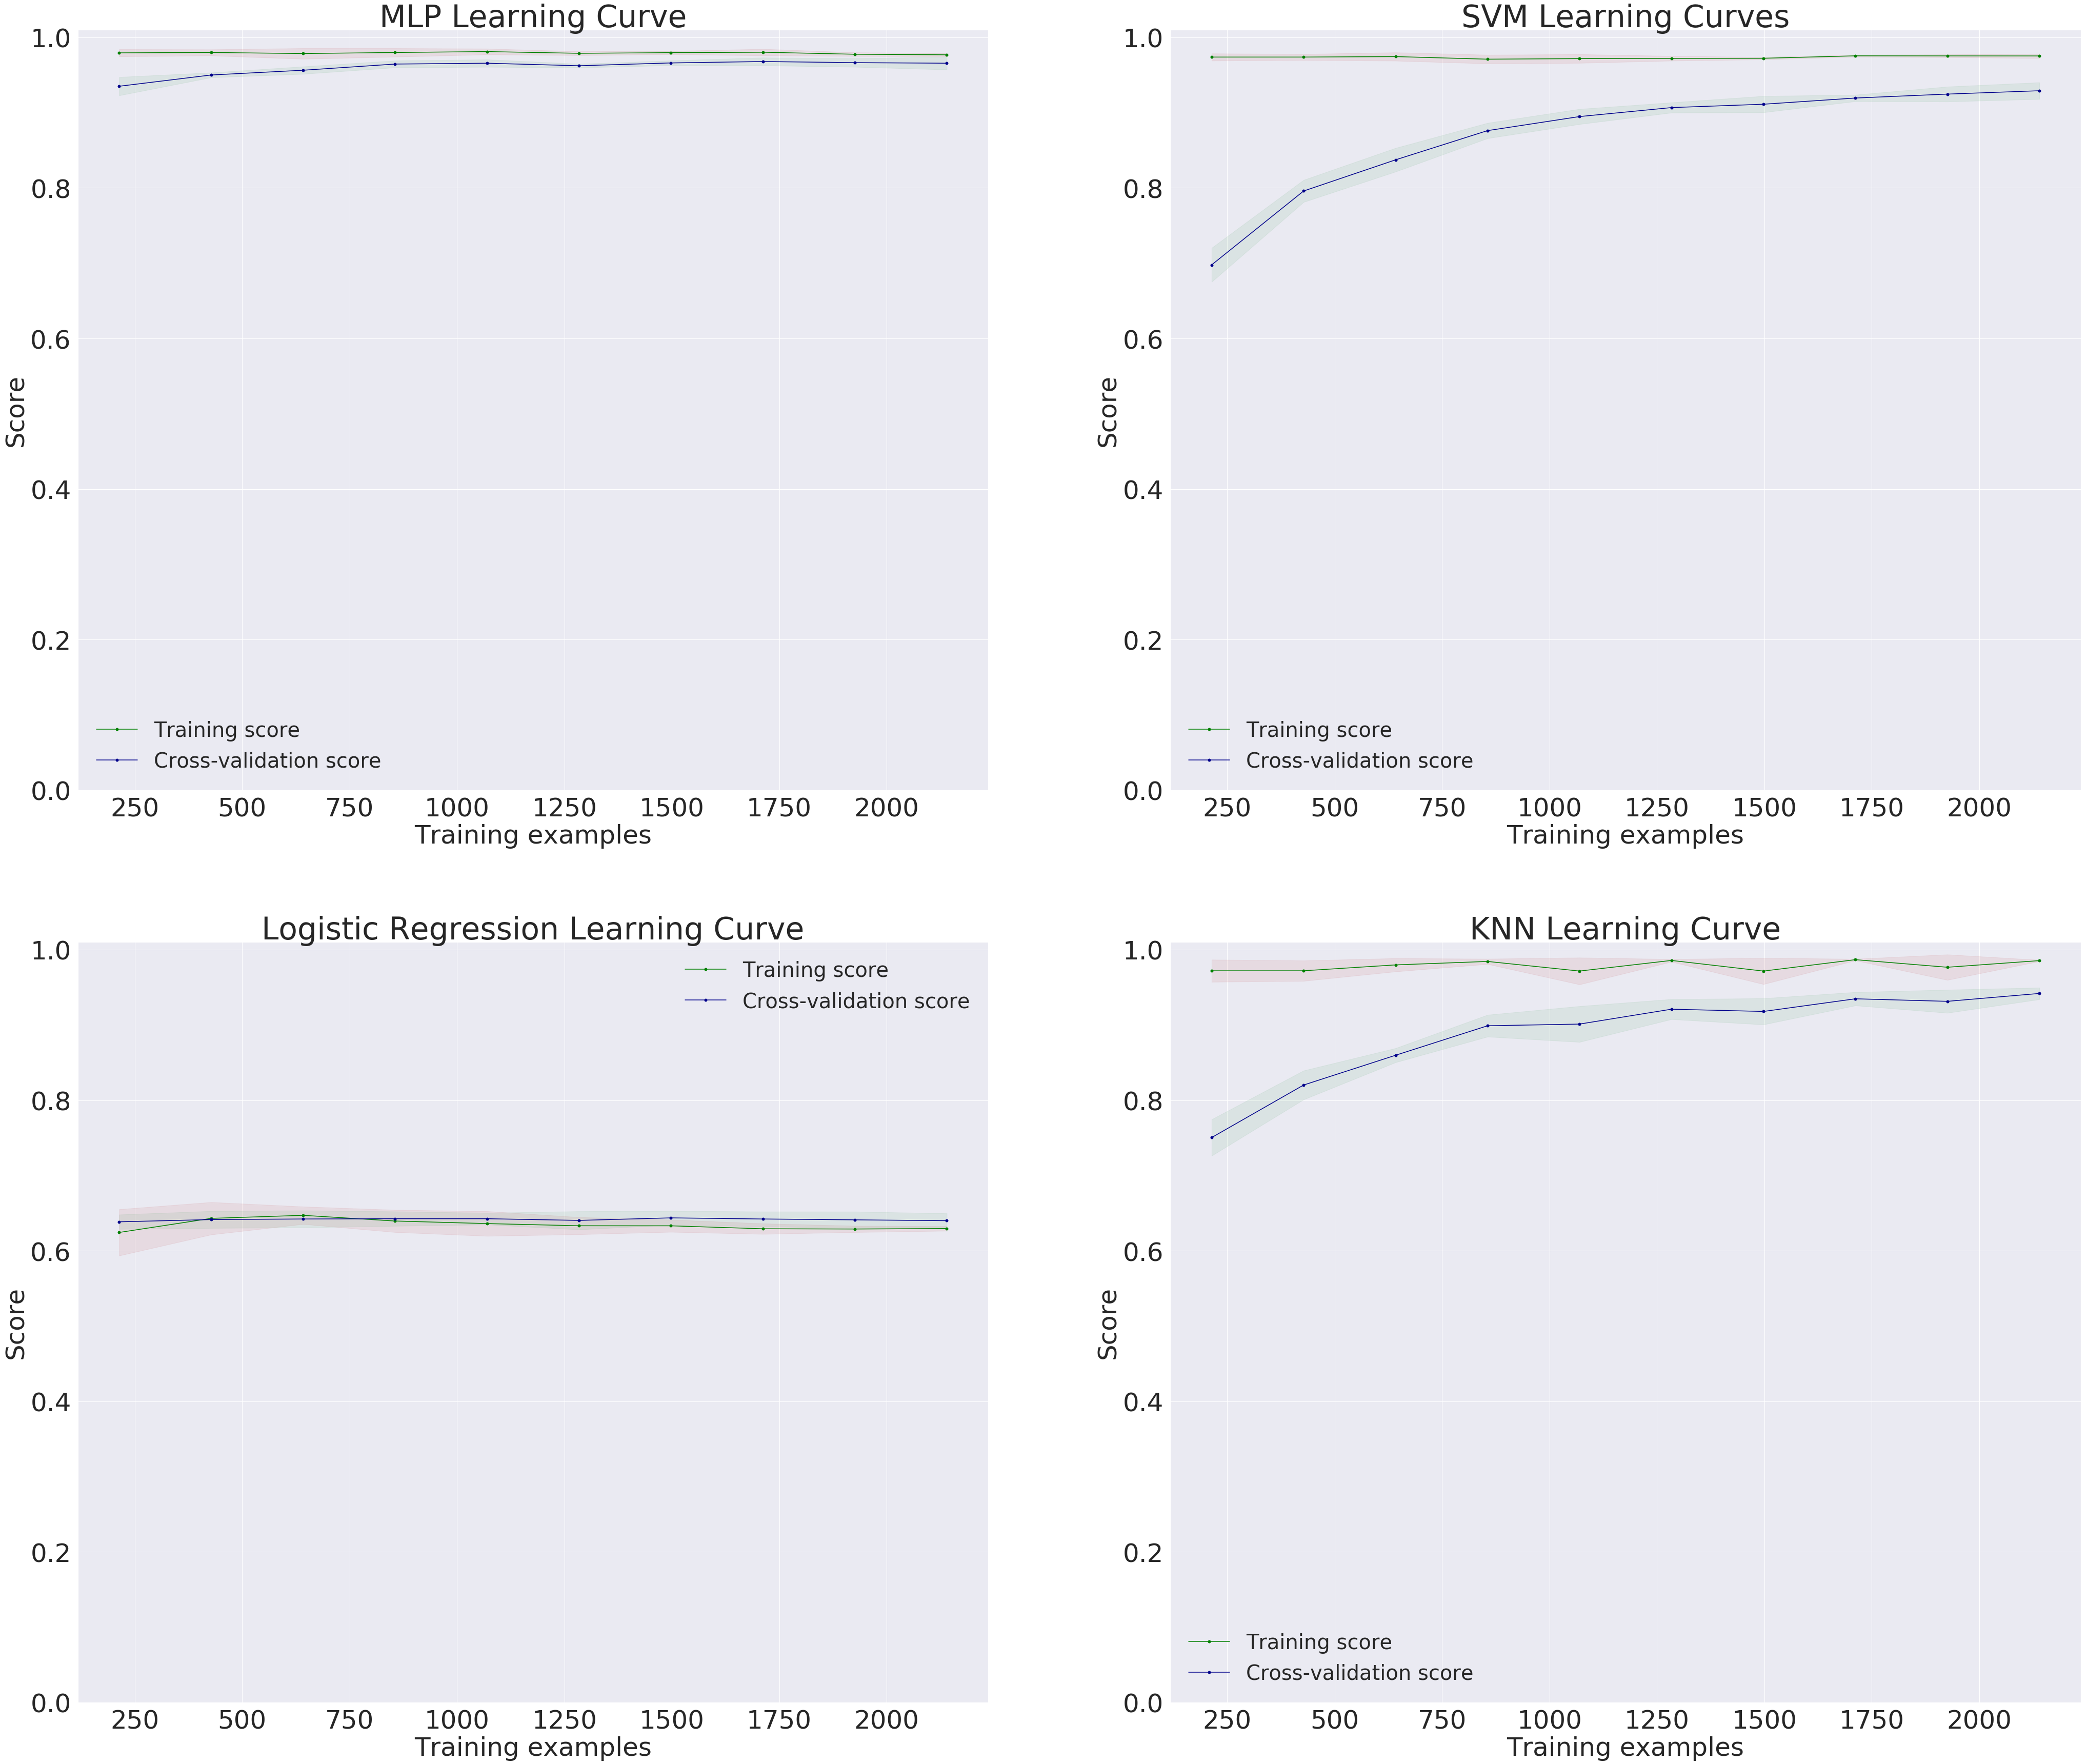 MLP Learning Curve
1.0
0.8
0.6
0.4
0.2
0.0
Score
Training score
Cross-validation score
250 500 750 1000 1250 1500 1750 2000
Training examples
SVM Learning Curves
1.0
0.8
0.6
0.4
0.2
0.0
Score
Training score
Cross-validation score
250 500 750 1000 1250 1500 1750 2000
Training examples
Logistic Regression Learning Curve
1.0
0.8
0.6
0.4
0.2
0.0
Score
Training score
Cross-validation score
250 500 750 1000 1250 1500 1750 2000
Training examples
KNN Learning Curve
1.0
0.8
0.6
0.4
0.2
0.0
Score
Training score
Cross-validation score
250 500 750 1000 1250 1500 1750 2000
Training examples